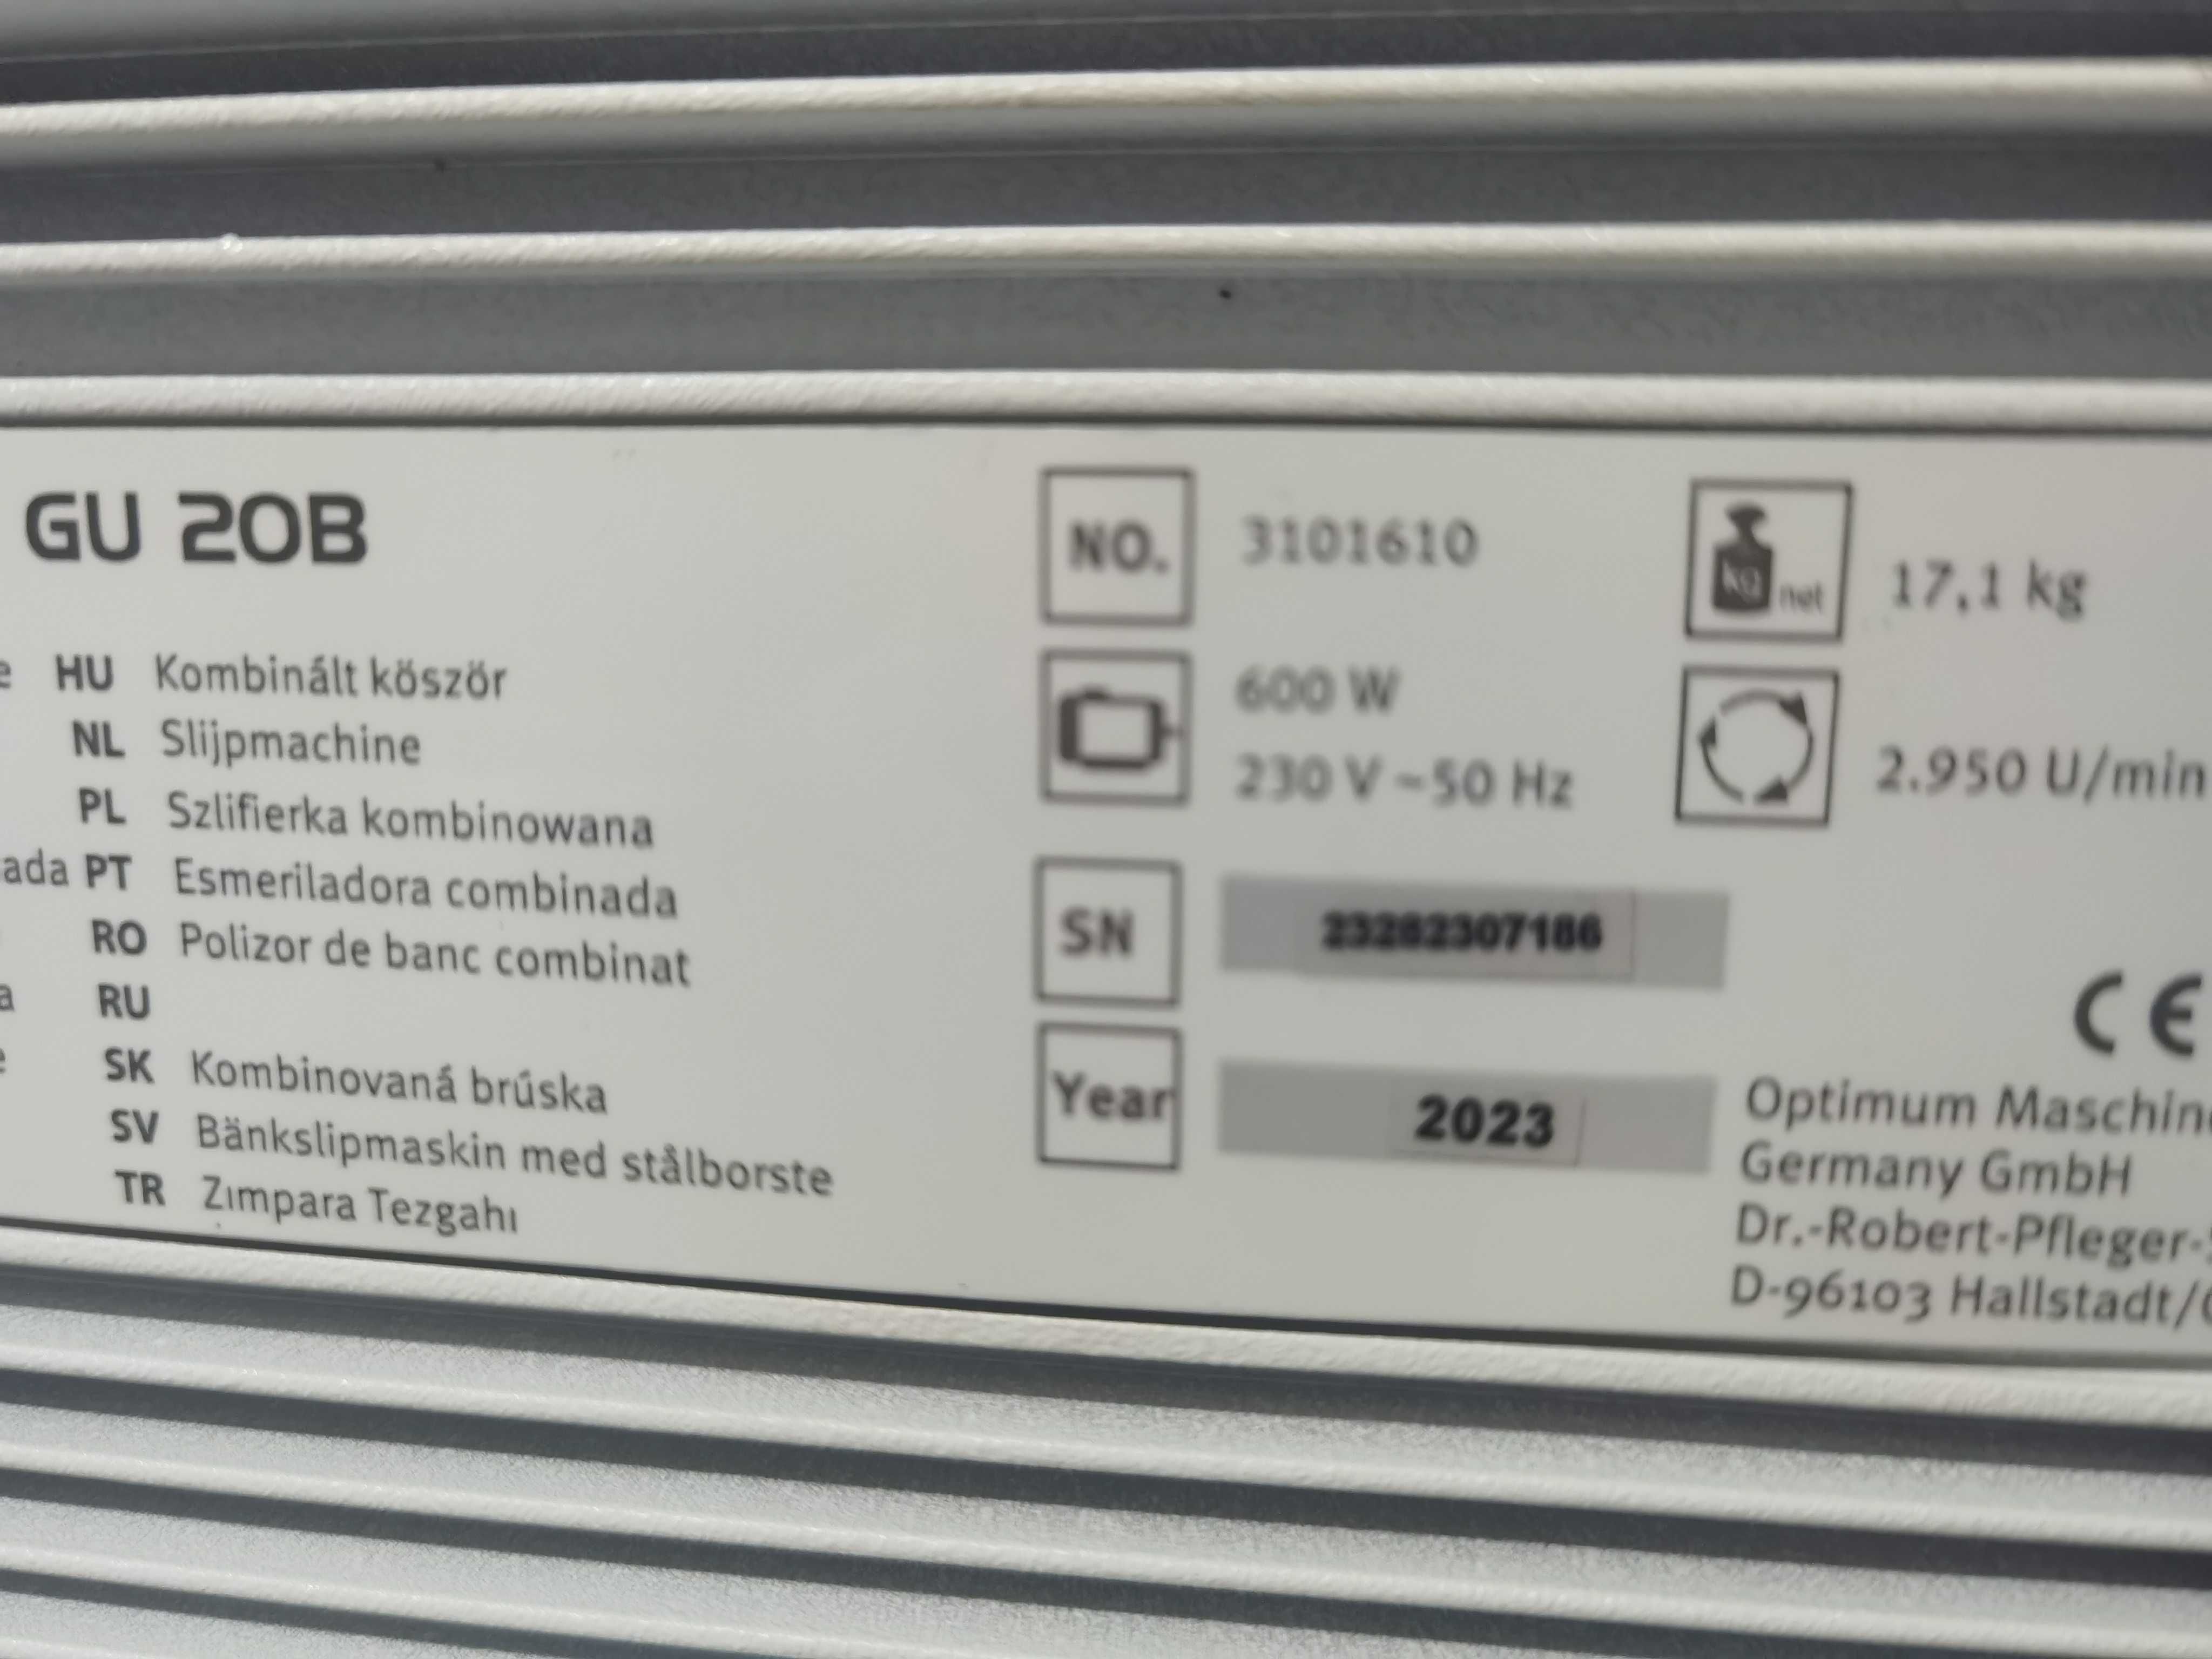 GU 20B
HU Kombinált köször
NL Slijpmachine
PL Szlifierka kombinowana
PT Esmeriladora combinada
RO Polizor de banc combinat
RU
SK Kombinovaná brúska
SV Bänkslipmaskin med stålborste
TR Zımpara Tezgahı
NO. 3101610
600 W
230 V ~50 Hz
SN 23282307186
Year 2023
kg net 17,1 kg
2.950 U/min
CE
Optimum Maschine
Germany GmbH
Dr.-Robert-Pfleger-
D-96103 Hallstadt/